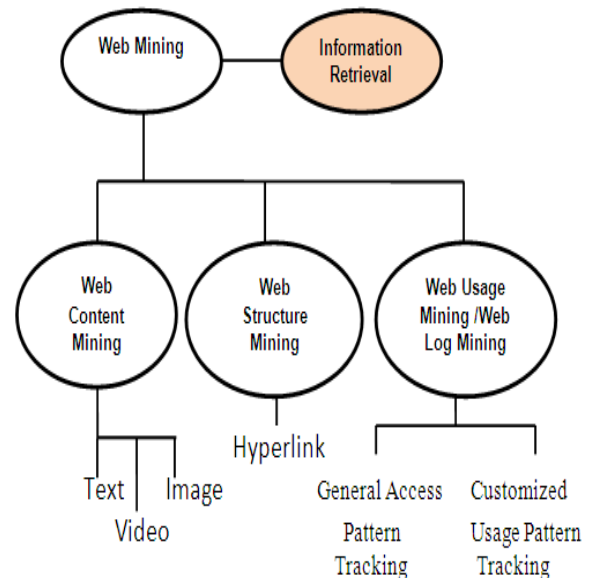 Web Mining
Information
Retrieval
Web
Content
Mining
Web
Structure
Mining
Web Usage
Mining /Web
Log Mining
Text
Video
Image
Hyperlink
General Access
Pattern
Tracking
Customized
Usage Pattern
Tracking